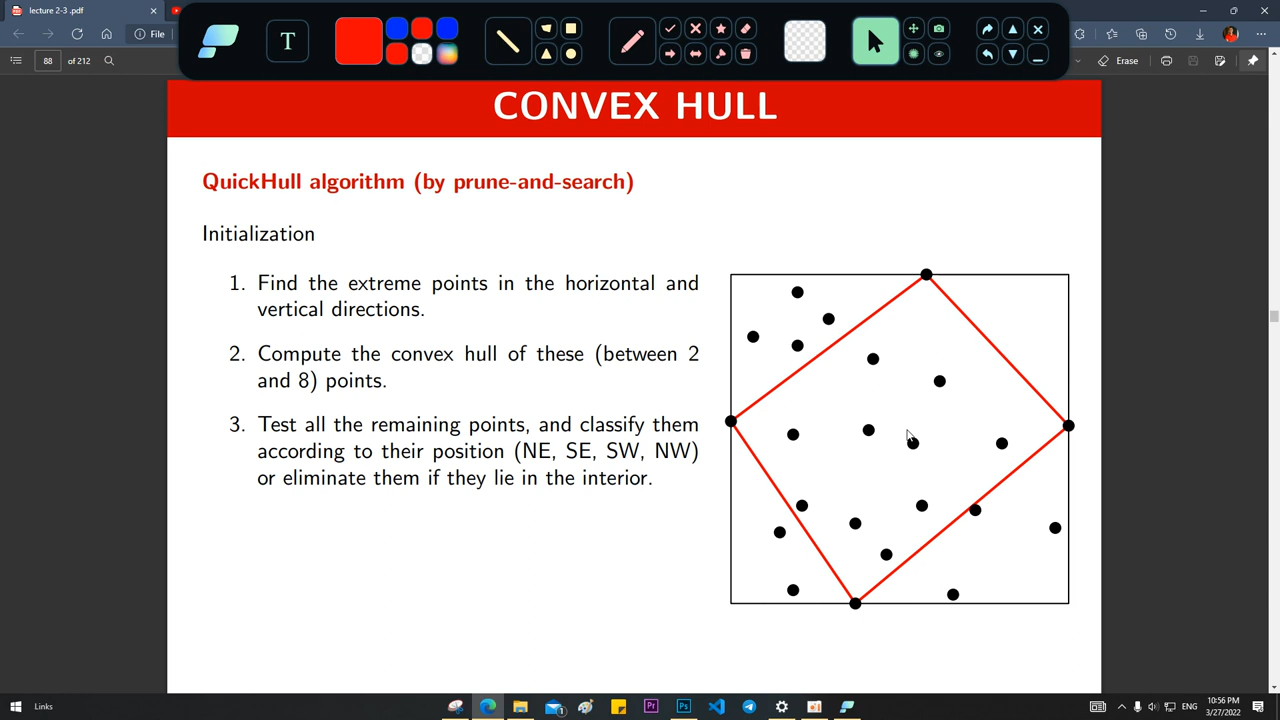 lecture 2-3 .pdf
File
T
88 of 212
Erase
CONVEX HULL
QuickHull algorithm (by prune-and-search)
Initialization
1. Find the extreme points in the horizontal and
vertical directions.
2. Compute the convex hull of these (between 2
and 8) points.
3. Test all the remaining points, and classify them
according to their position (NE, SE, SW, NW)
or eliminate them if they lie in the interior.
Links
Pr
Ps
ENG
10:56 PM
3/27/2022